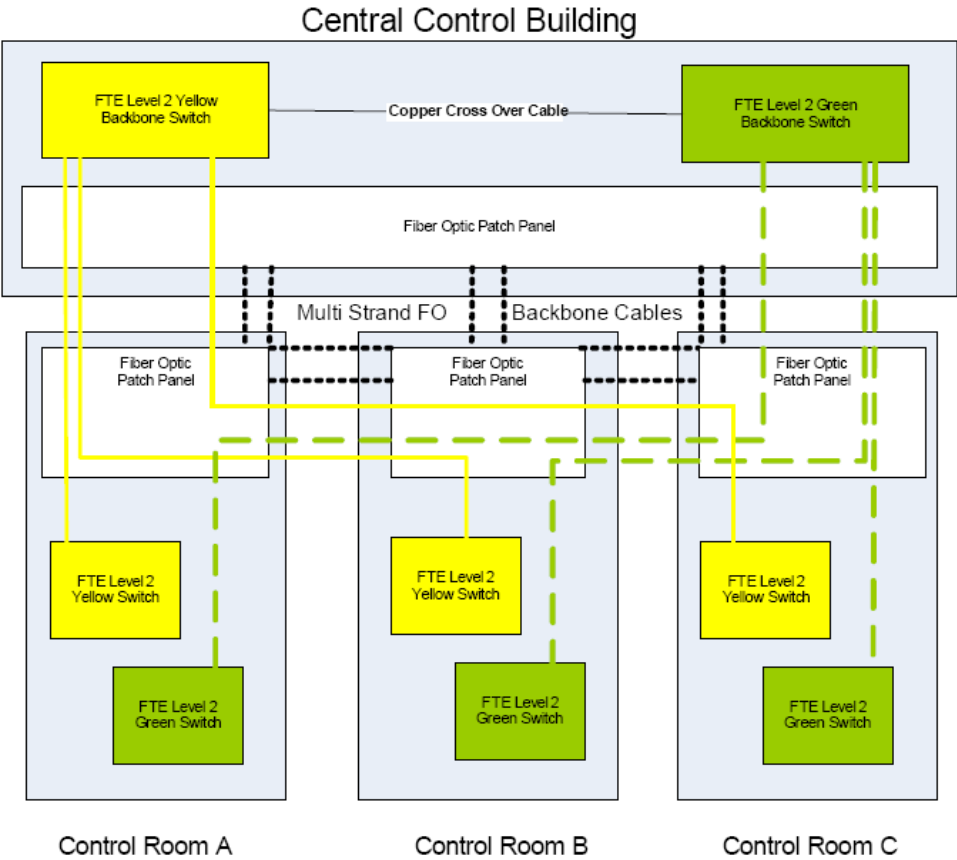 Central Control Building
FTE Level 2 Yellow
Backbone Switch
Copper Cross Over Cable
FTE Level 2 Green
Backbone Switch
Fiber Optic Patch Panel
Multi Strand FO
Backbone Cables
Fiber Optic
Patch Panel
Fiber Optic
Patch Panel
Fiber Optic
Patch Panel
FTE Level 2
Yellow Switch
FTE Level 2
Yellow Switch
FTE Level 2
Yellow Switch
FTE Level 2
Green Switch
FTE Level 2
Green Switch
FTE Level 2
Green Switch
Control Room A
Control Room B
Control Room C